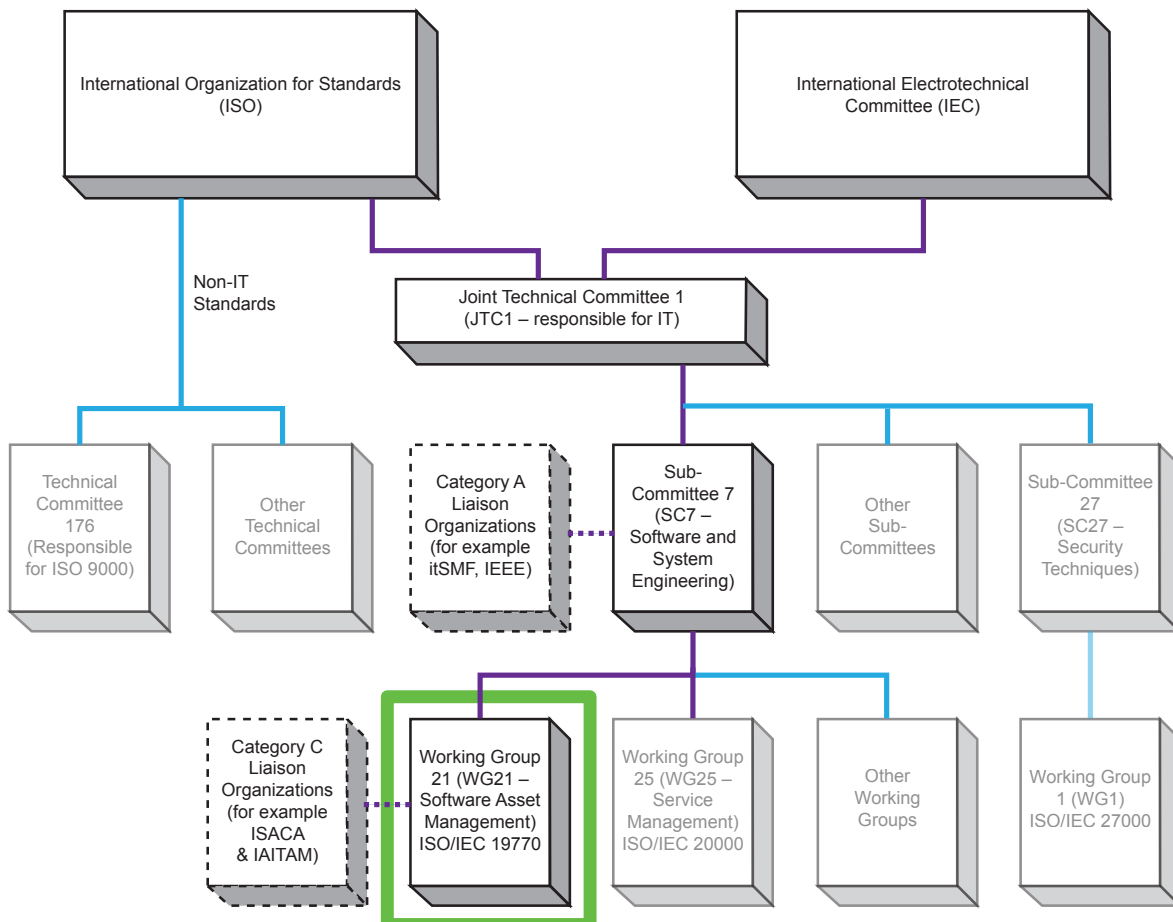 International Organization for Standards
(ISO)
International Electrotechnical
Committee (IEC)
Non-IT
Standards
Joint Technical Committee 1
(JTC1 – responsible for IT)
Technical
Committee
176
(Responsible
for ISO 9000)
Other
Technical
Committees
Category A
Liaison
Organizations
(for example
itSMF, IEEE)
Sub-
Committee 7
(SC7 –
Software and
System
Engineering)
Other
Sub-
Committees
Sub-Committee
27
(SC27 –
Security
Techniques)
Category C
Liaison
Organizations
(for example
ISACA
& IAITAM)
Working Group
21 (WG21 –
Software Asset
Management)
ISO/IEC 19770
Working Group
25 (WG25 –
Service
Management)
ISO/IEC 20000
Other
Working
Groups
Working Group
1 (WG1)
ISO/IEC 27000